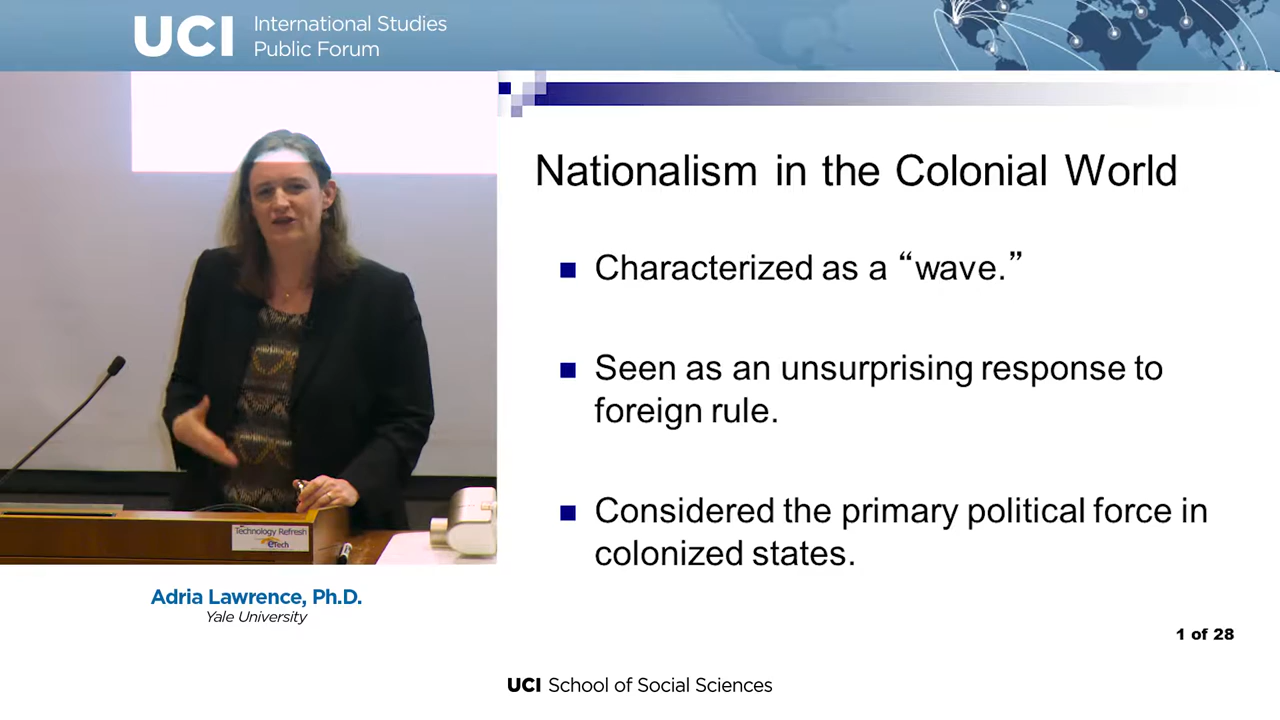 UCI
International Studies
Public Forum
Nationalism in the Colonial World
Characterized as a “wave.”
Seen as an unsurprising response to
foreign rule.
Considered the primary political force in
colonized states.
Technology Refresh
eTech
Adria Lawrence, Ph.D.
Yale University
1 of 28
UCI School of Social Sciences